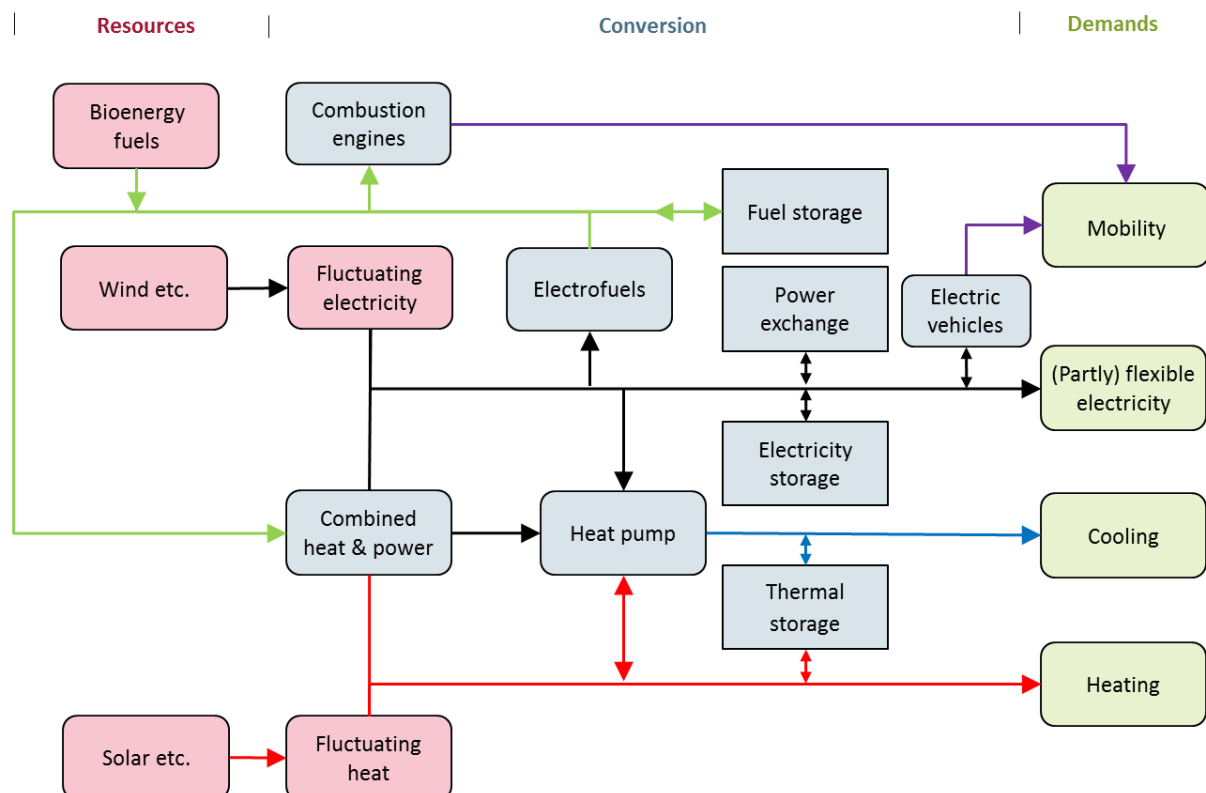 Resources
Conversion
Demands
Bioenergy
fuels
Combustion
engines
Fuel storage
Mobility
Wind etc.
Fluctuating
electricity
Electrofuels
Power
exchange
Electric
vehicles
(Partly) flexible
electricity
Electricity
storage
Combined
heat & power
Heat pump
Cooling
Thermal
storage
Heating
Solar etc.
Fluctuating
heat